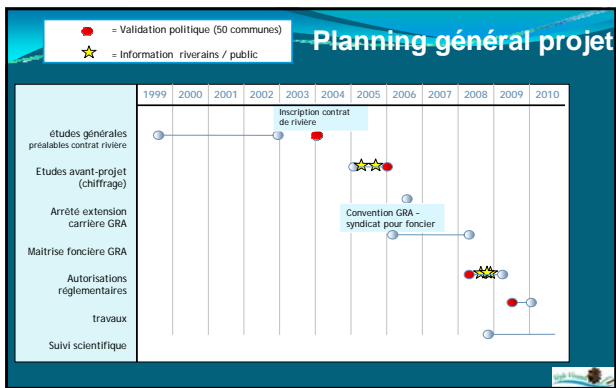 = Validation politique (50 communes)
= Information riverains / public
Planning général projet
1999 2000 2001 2002 2003 2004 2005 2006 2007 2008 2009 2010
Inscription contrat
de rivière
études générales
préalables contrat rivière
Etudes avant-projet
(chiffrage)
Arrêté extension
carrière GRA
Convention GRA –
syndicat pour foncier
Maitrise foncière GRA
Autorisations
réglementaires
travaux
Suivi scientifique